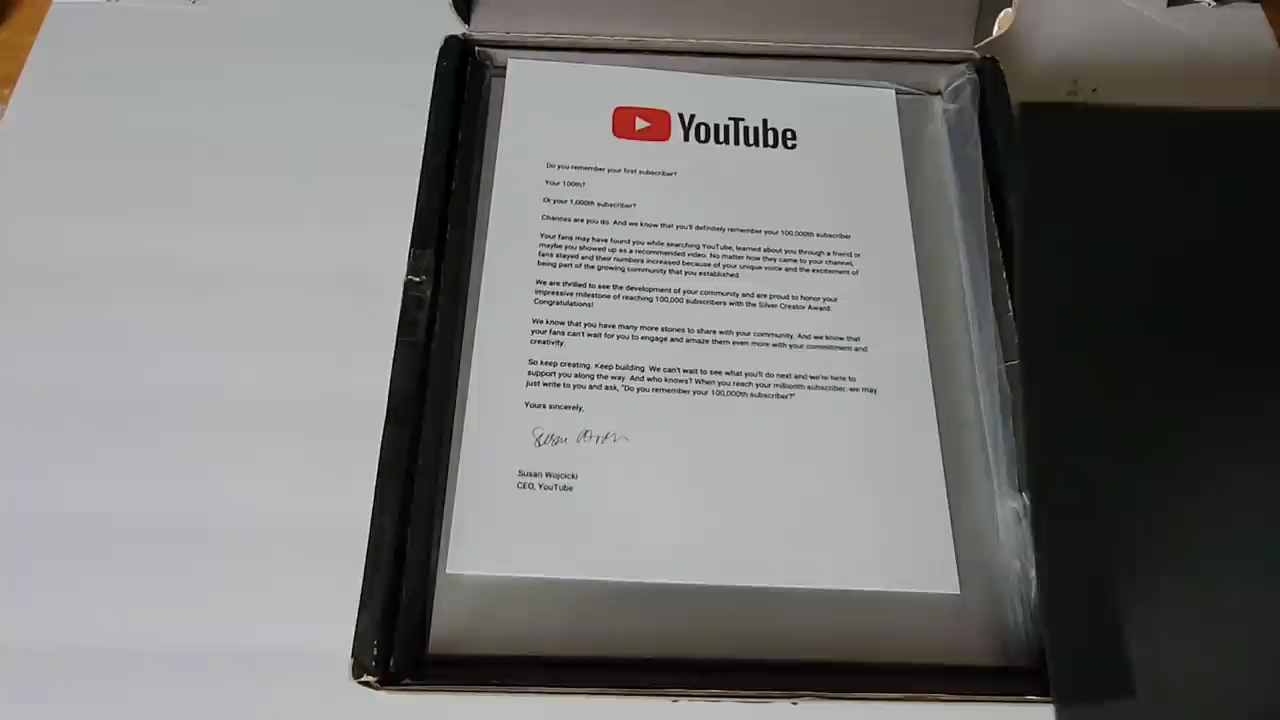 YouTube
Do you remember your first subscriber?
Your 100th?
Or your 1,000th subscriber?
Chances are you do. And we know that you'll definitely remember your 100,000th subscriber
Your fans may have found you while searching YouTube, learned about you through a friend or
maybe you showed up as a recommended video. No matter how they came to your channel,
fans stayed and their numbers increased because of your unique voice and the excitement of
being part of the growing community that you established.
We are thrilled to see the development of your community and are proud to honor your
impressive milestone of reaching 100,000 subscribers with the Silver Creator Award.
Congratulations!
We know that you have many more stories to share with your community. And we know that
your fans can't wait for you to engage and amaze them even more with your commitment and
creativity.
So keep creating. Keep building. We can't wait to see what you'll do next and we're here to
support you along the way. And who knows? When you reach your millionth subscriber, we may
just write to you and ask, "Do you remember your 100,000th subscriber?"
Yours sincerely,
Susan Wojcicki
CEO, YouTube